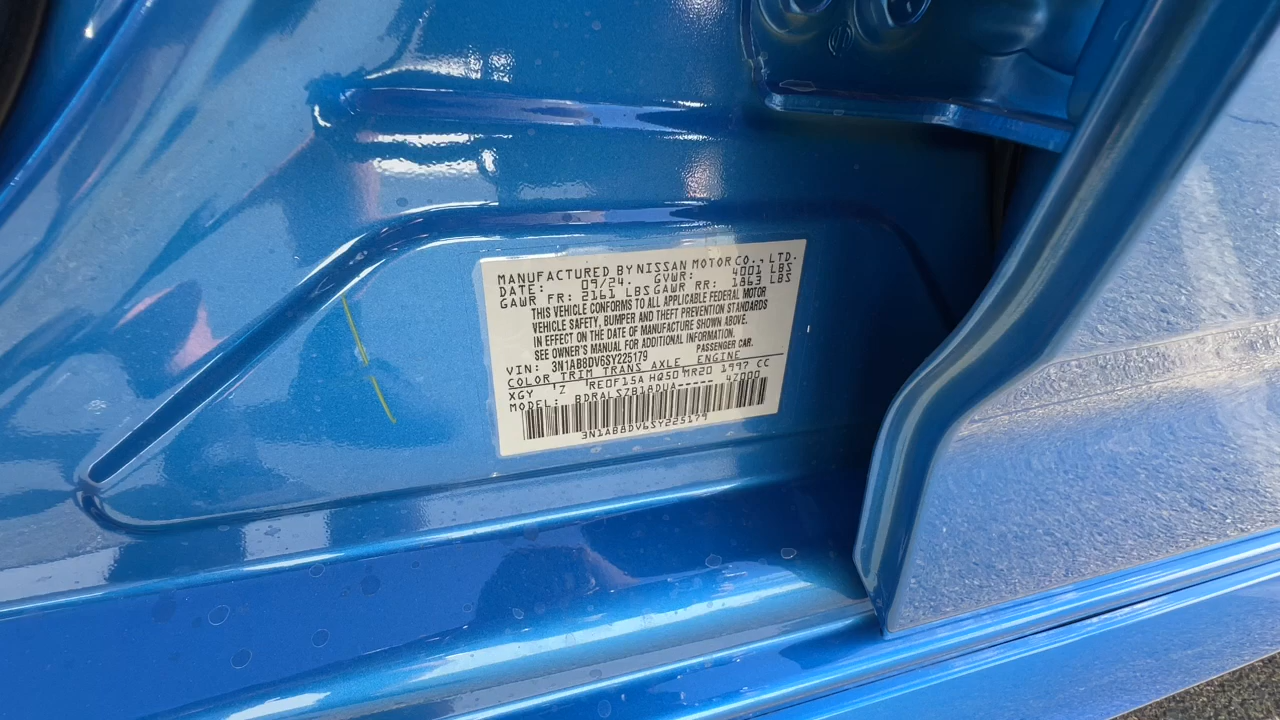 MANUFACTURED BY NISSAN MOTOR CO., LTD.
DATE: 09/24. GVWR: 4001 LBS
GAWR FR: 2161 LBS GAWR RR: 1863 LBS
THIS VEHICLE CONFORMS TO ALL APPLICABLE FEDERAL MOTOR
VEHICLE SAFETY, BUMPER AND THEFT PREVENTION STANDARDS
IN EFFECT ON THE DATE OF MANUFACTURE SHOWN ABOVE.
SEE OWNER'S MANUAL FOR ADDITIONAL INFORMATION.
VIN: 3N1AB8DV6SY225179 PASSENGER CAR.
COLOR TRIM TRANS AXLE ENGINE
XGY Z RE0F15A HQ50 MR20 1997 CC
MODEL: BDRALSZB18DUA----- 4Z000
3N1AB8DV6SY225179